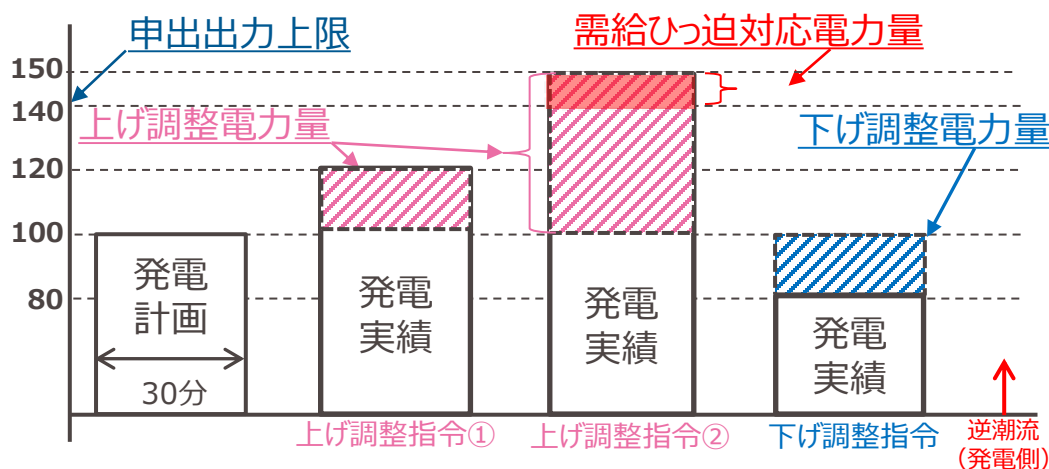 申出出力上限
需給ひっ迫対応電力量
150
140
上げ調整電力量
下げ調整電力量
120
100
80
発電
計画
30分
発電
実績
発電
実績
発電
実績
上げ調整指令①
上げ調整指令②
下げ調整指令
逆潮流
（発電側）